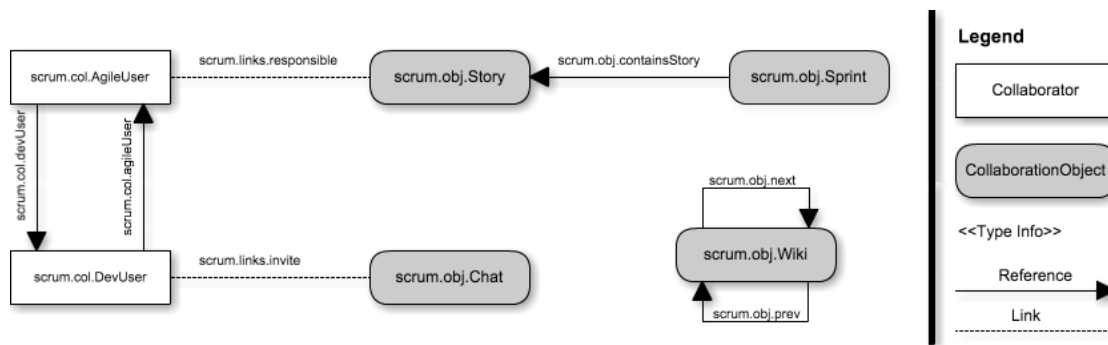 scrum.col.AgileUser
scrum.links.responsible
scrum.obj.Story
scrum.obj.containsStory
scrum.obj.Sprint
scrum.col.devUser
scrum.col.agileUser
scrum.obj.next
scrum.obj.Wiki
scrum.obj.prev
scrum.col.DevUser
scrum.links.invite
scrum.obj.Chat
Legend
Collaborator
CollaborationObject
<<Type Info>>
Reference
Link